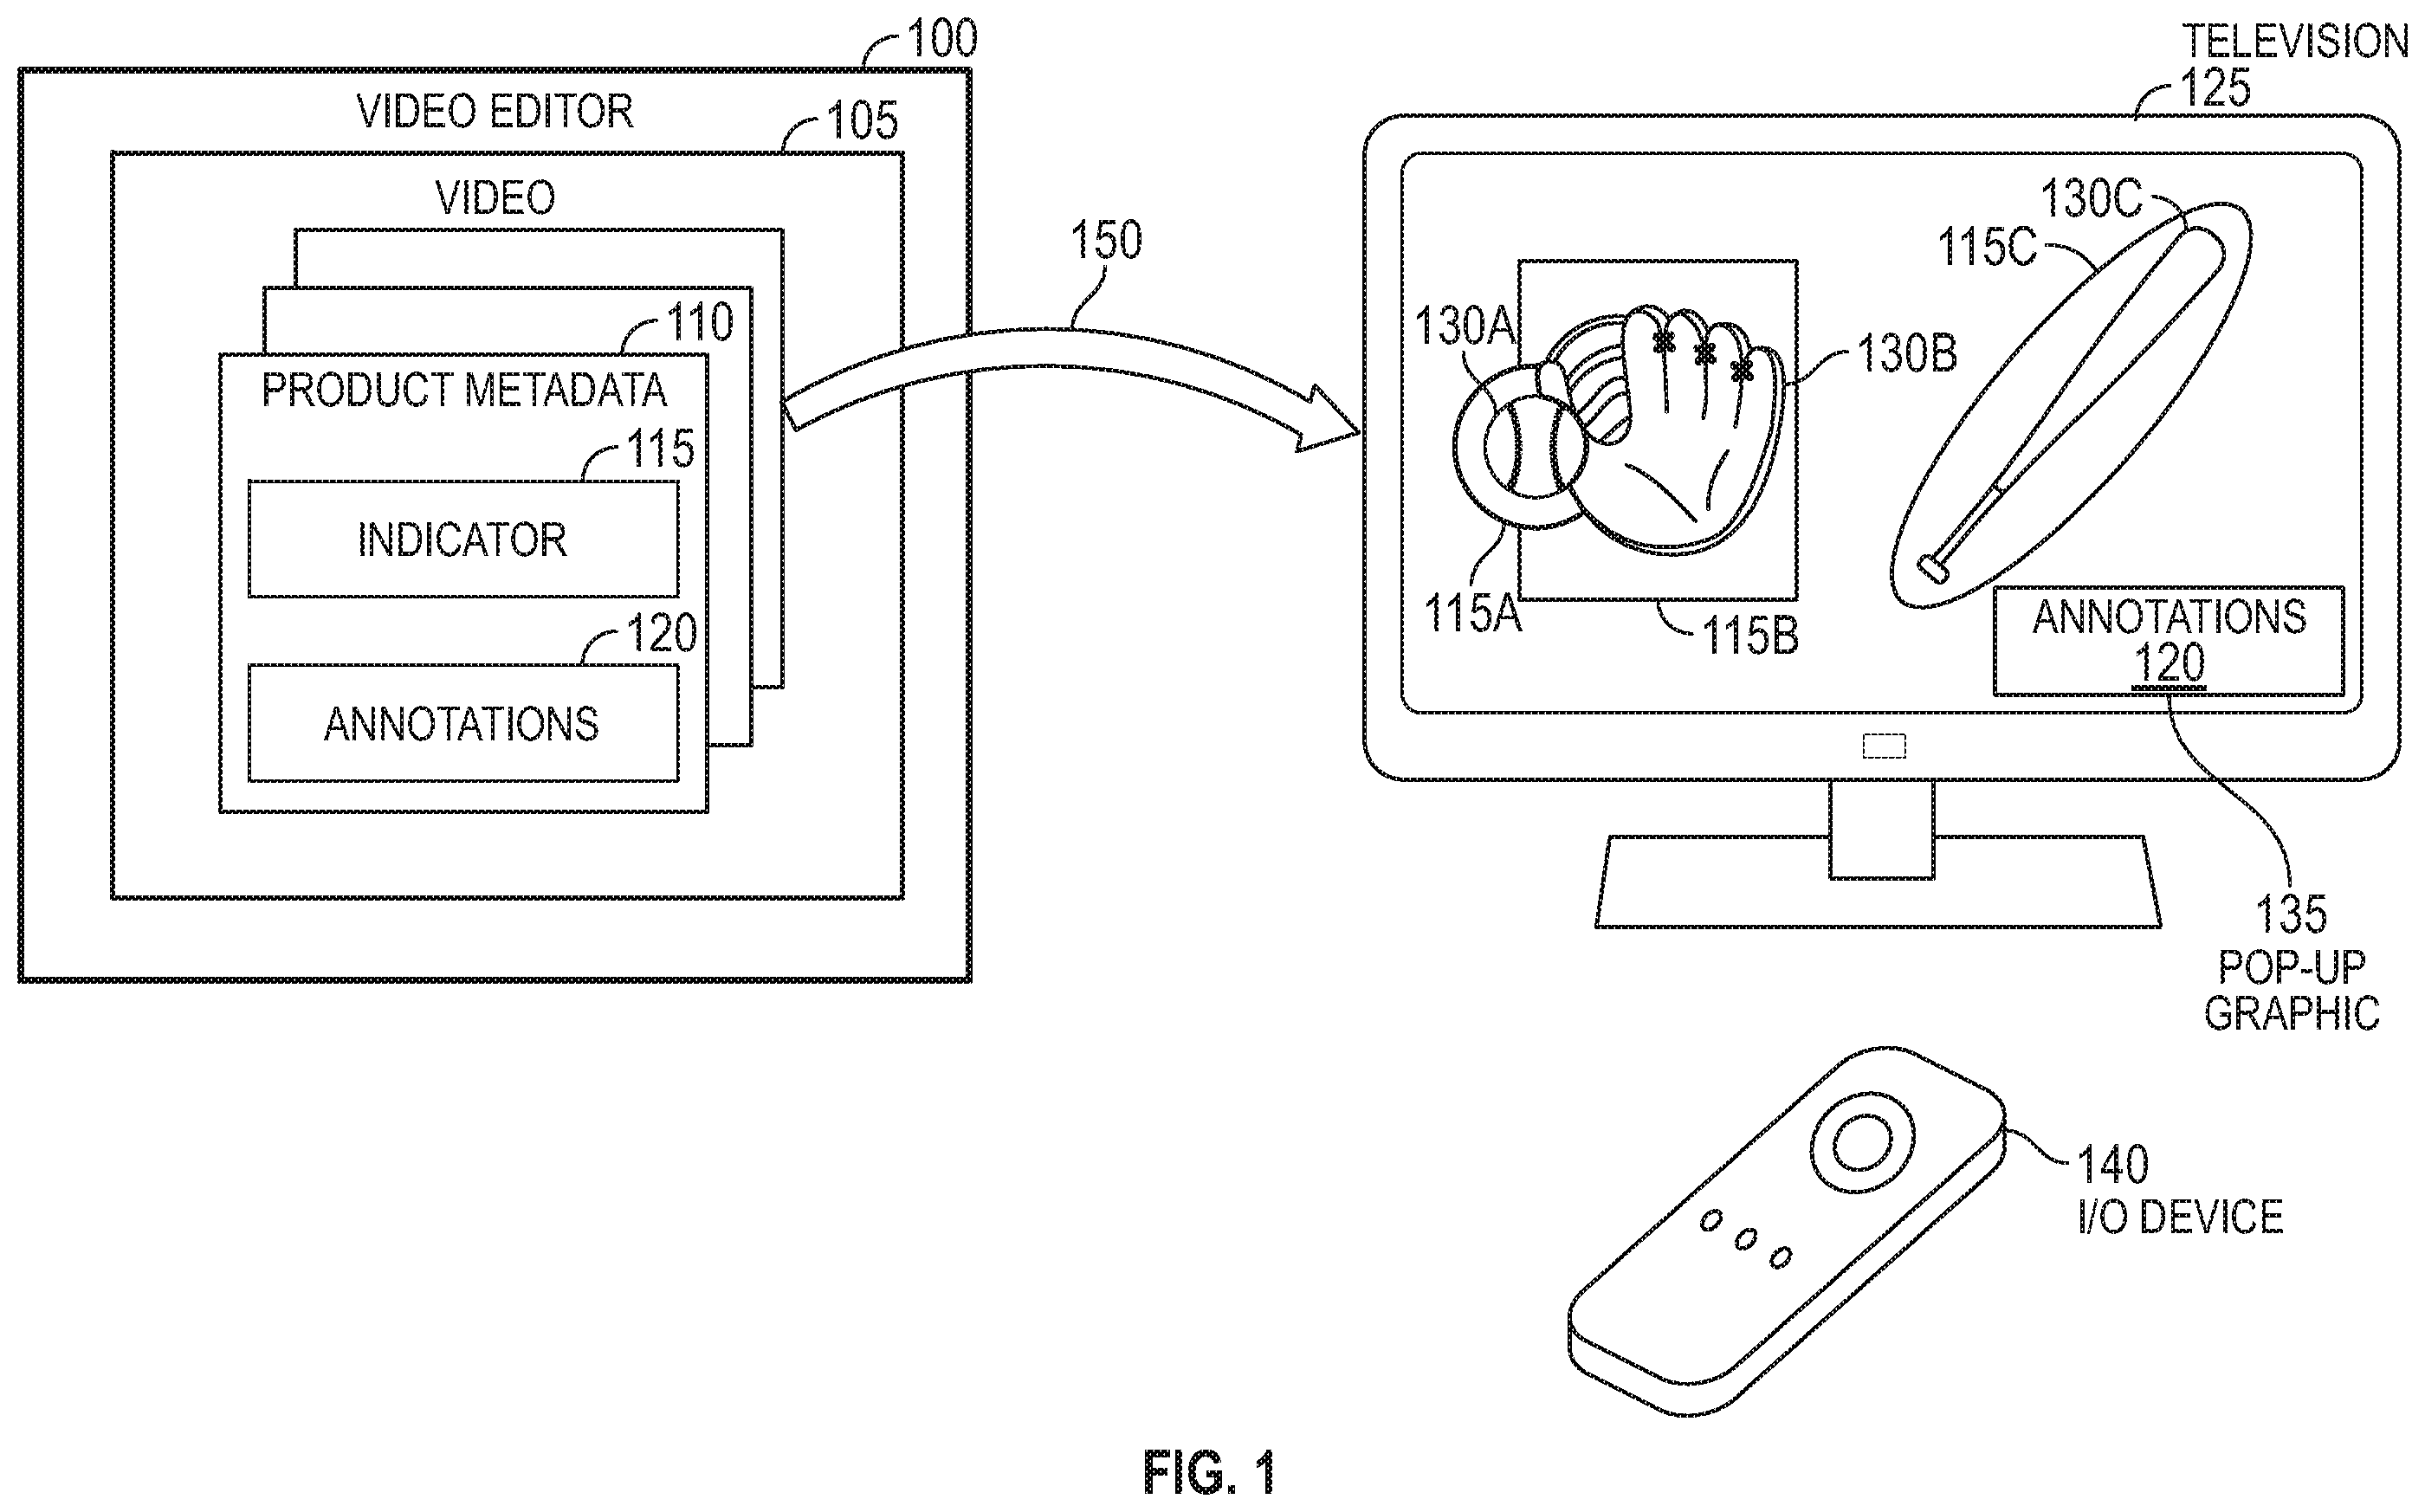 100
VIDEO EDITOR
105
VIDEO
110
PRODUCT METADATA
115
INDICATOR
120
ANNOTATIONS
150
TELEVISION
125
130C
115C
130A
130B
115A
115B
ANNOTATIONS
120
135
POP-UP
GRAPHIC
140
I/O DEVICE
FIG. 1